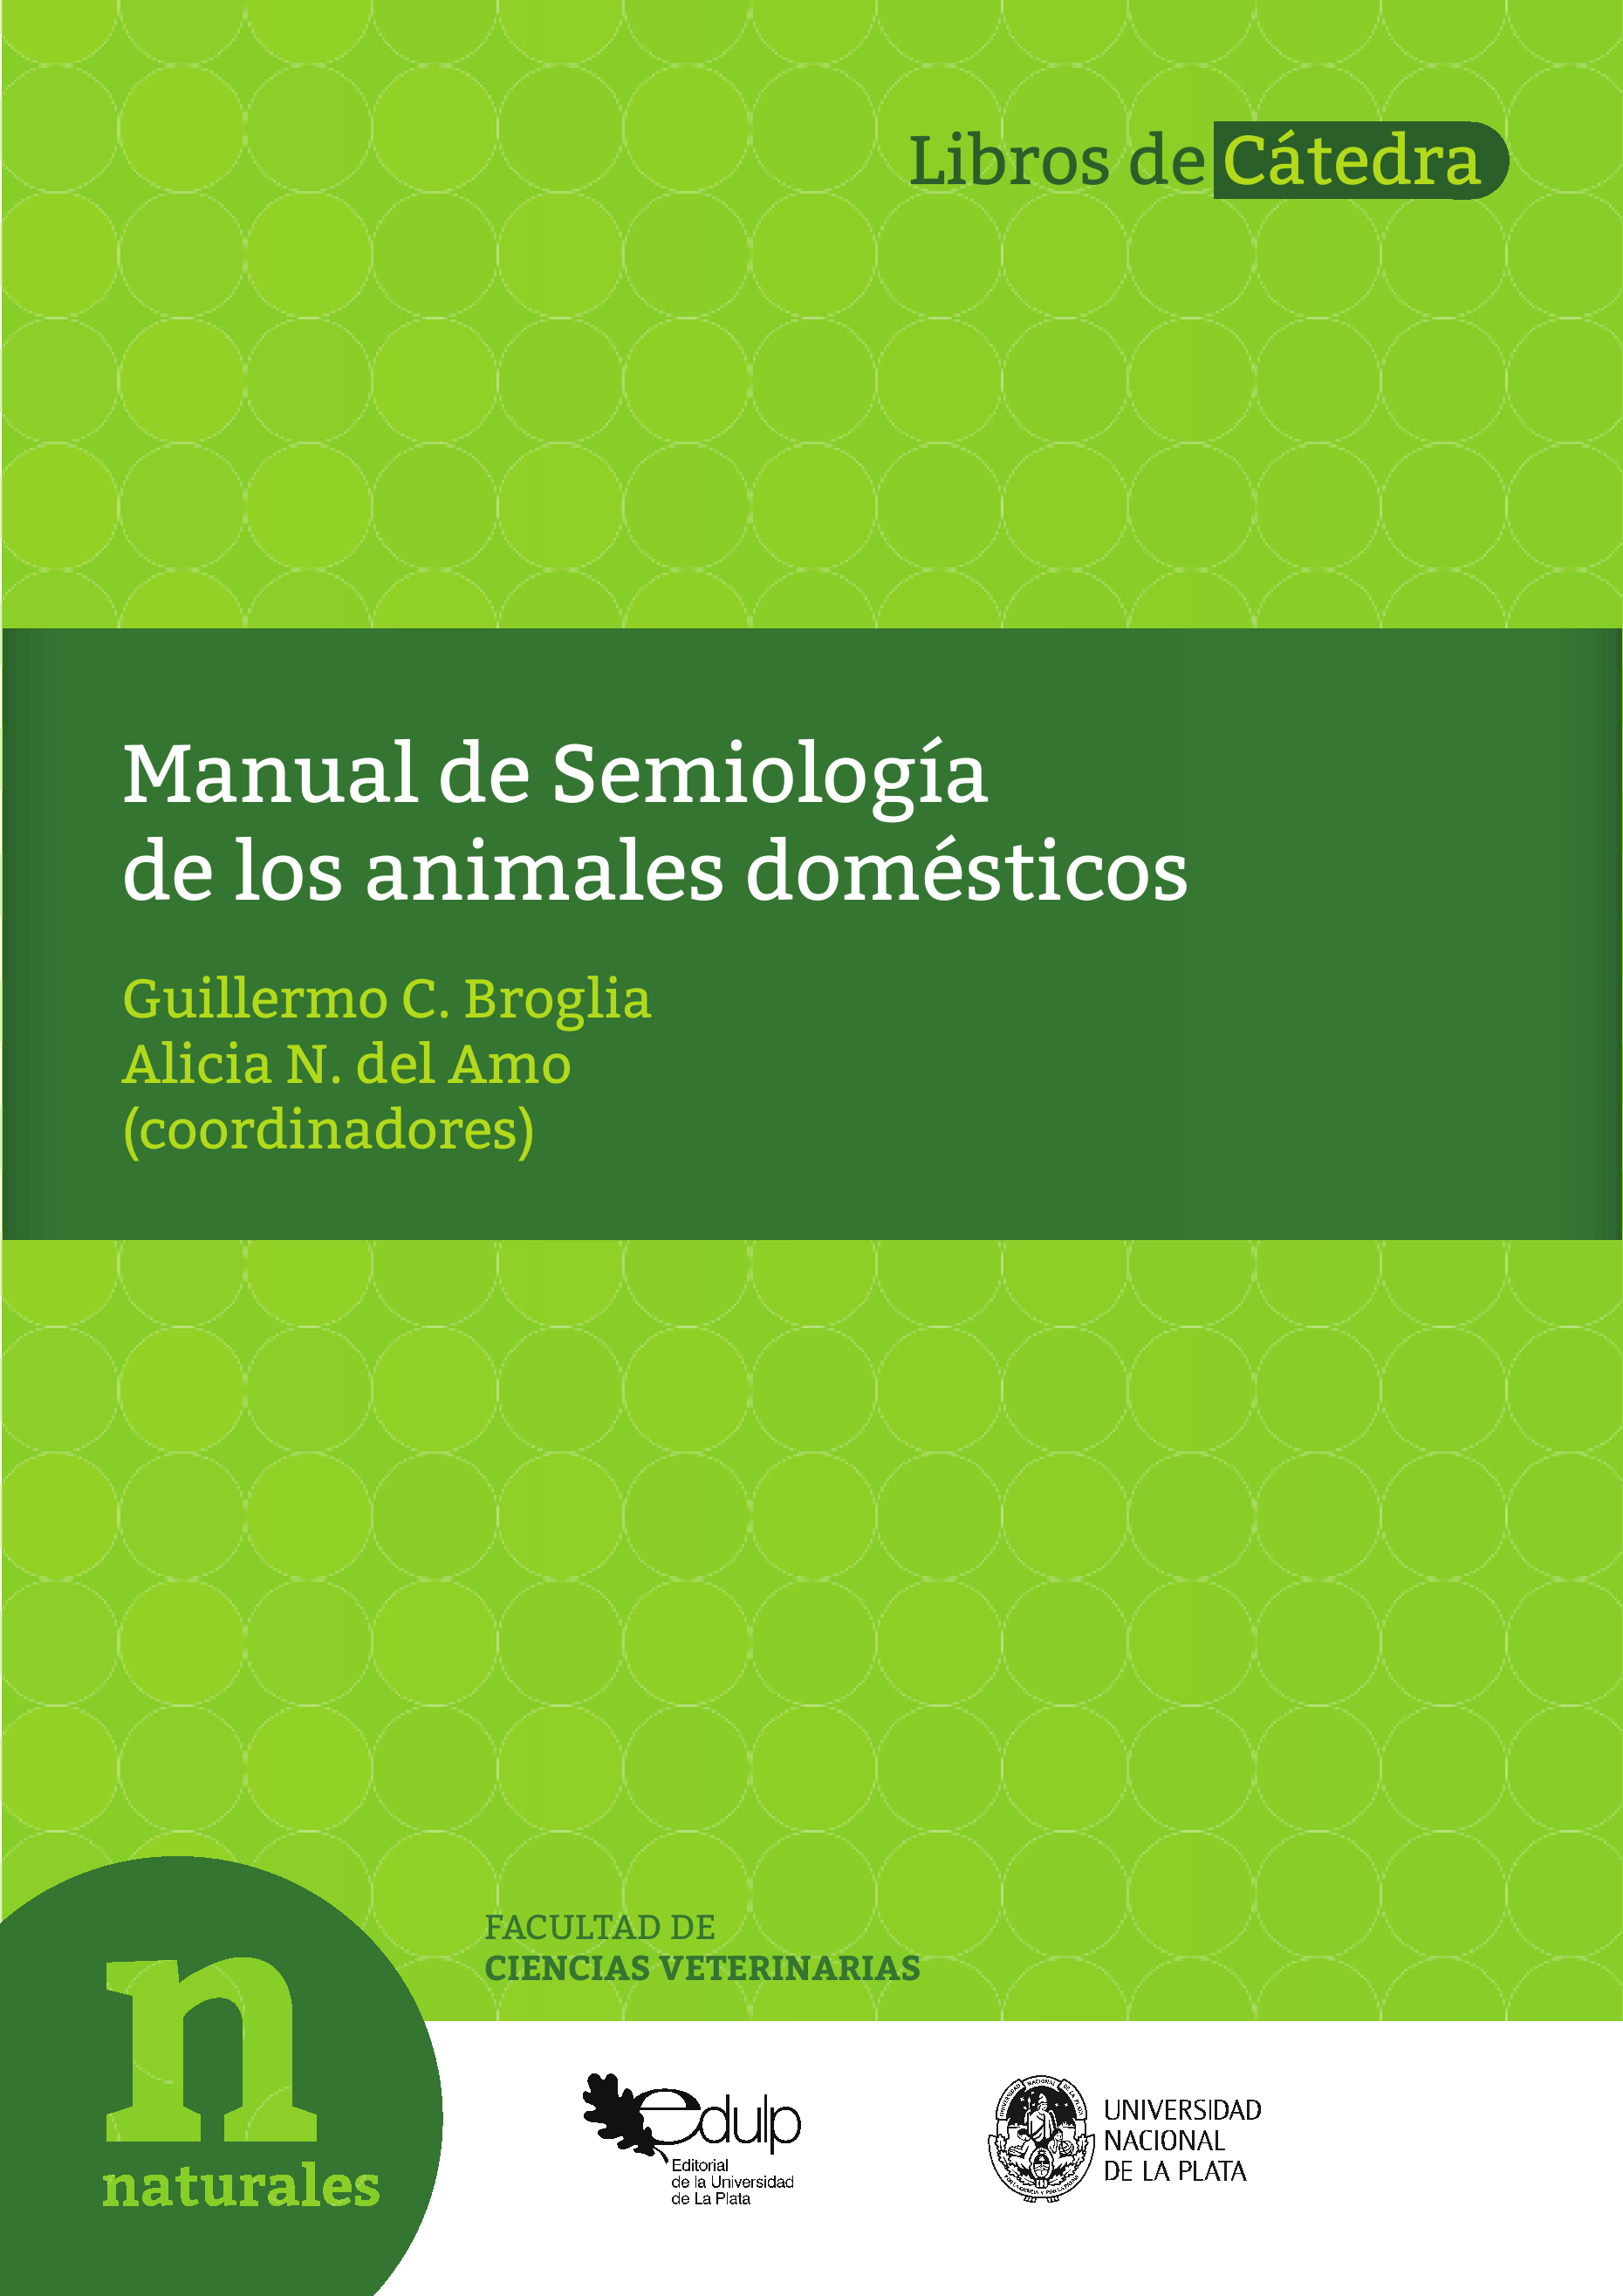 Libros de Cátedra
Manual de Semiología
de los animales domésticos
Guillermo C. Broglia
Alicia N. del Amo
(coordinadores)
FACULTAD DE
CIENCIAS VETERINARIAS
n
naturales
edulp
Editorial
de la Universidad
de La Plata
UNIVERSIDAD
NACIONAL
DE LA PLATA